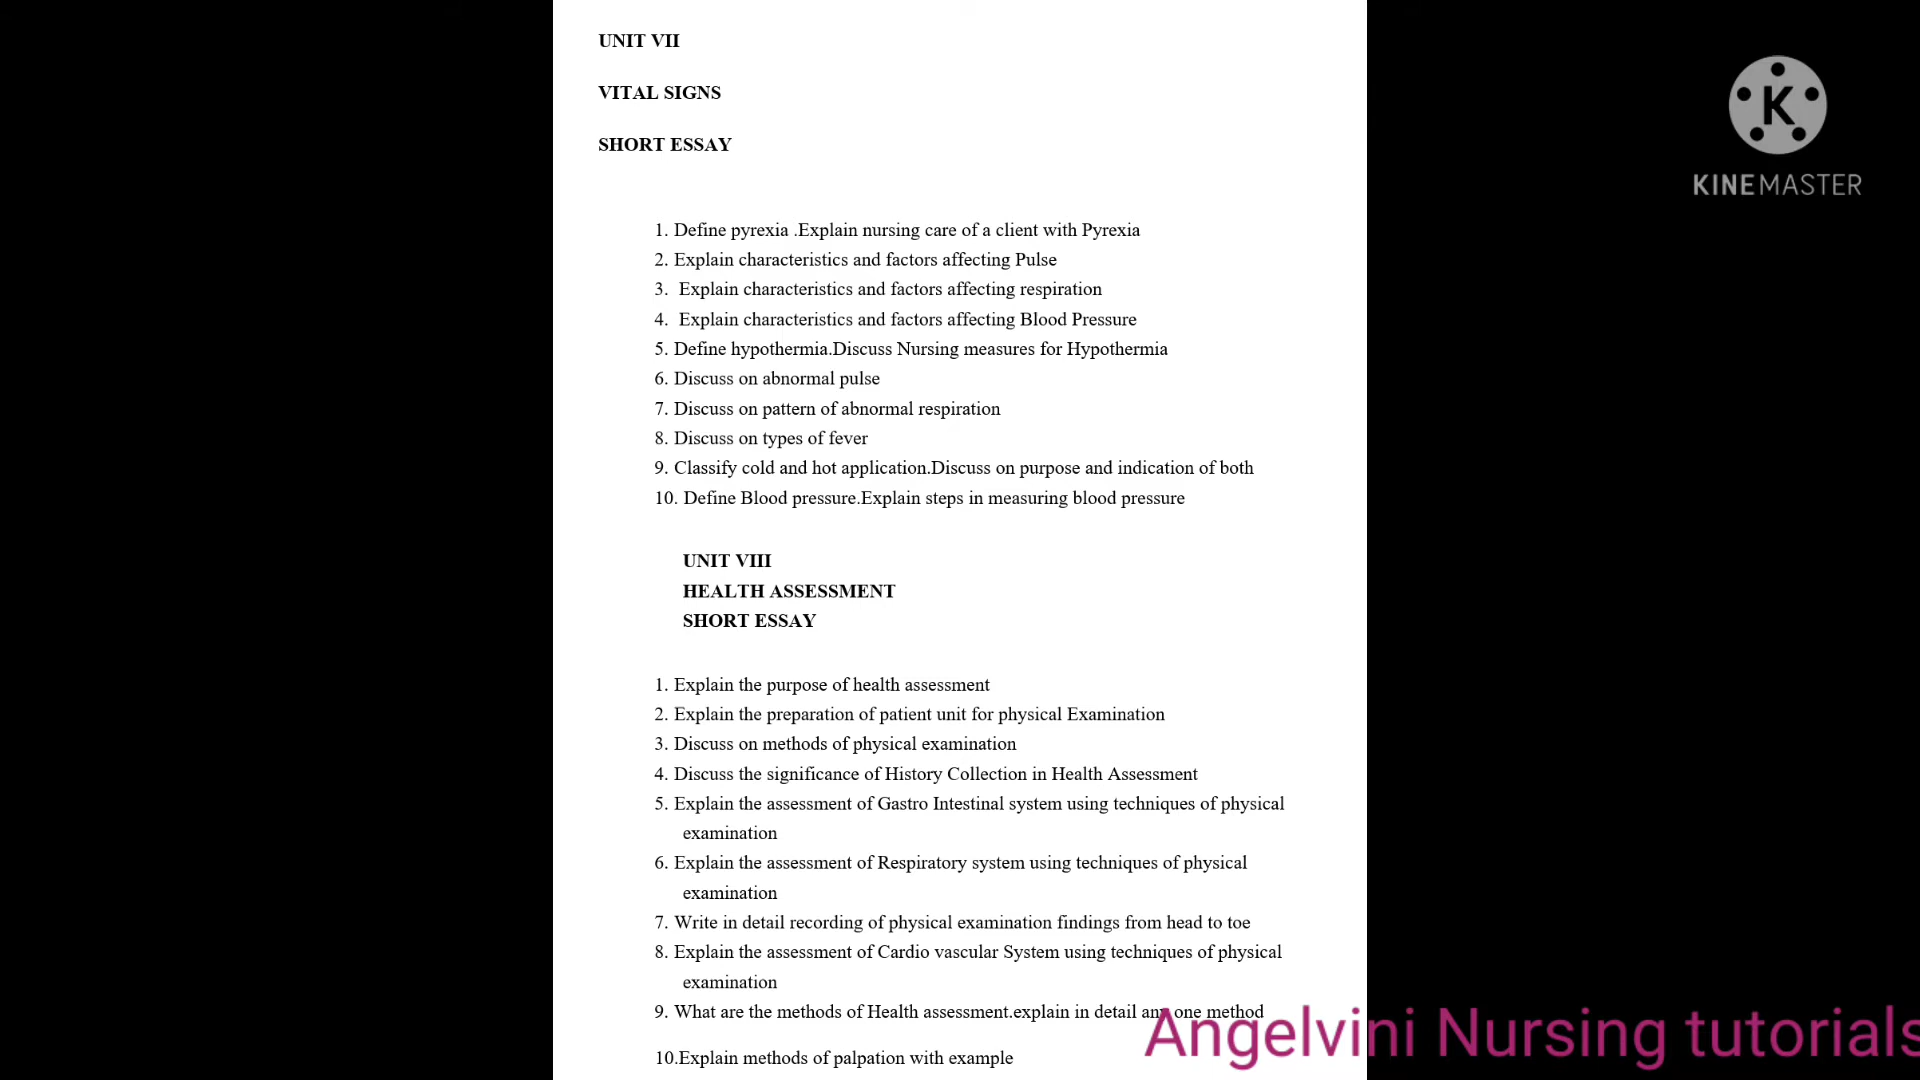 UNIT VII
VITAL SIGNS
SHORT ESSAY
1. Define pyrexia .Explain nursing care of a client with Pyrexia
2. Explain characteristics and factors affecting Pulse
3. Explain characteristics and factors affecting respiration
4. Explain characteristics and factors affecting Blood Pressure
5. Define hypothermia.Discuss Nursing measures for Hypothermia
6. Discuss on abnormal pulse
7. Discuss on pattern of abnormal respiration
8. Discuss on types of fever
9. Classify cold and hot application.Discuss on purpose and indication of both
10. Define Blood pressure.Explain steps in measuring blood pressure
UNIT VIII
HEALTH ASSESSMENT
SHORT ESSAY
1. Explain the purpose of health assessment
2. Explain the preparation of patient unit for physical Examination
3. Discuss on methods of physical examination
4. Discuss the significance of History Collection in Health Assessment
5. Explain the assessment of Gastro Intestinal system using techniques of physical
examination
6. Explain the assessment of Respiratory system using techniques of physical
examination
7. Write in detail recording of physical examination findings from head to toe
8. Explain the assessment of Cardio vascular System using techniques of physical
examination
9. What are the methods of Health assessment.explain in detail any one method
10.Explain methods of palpation with example
K
KINEMASTER
Angelvini Nursing tutorials